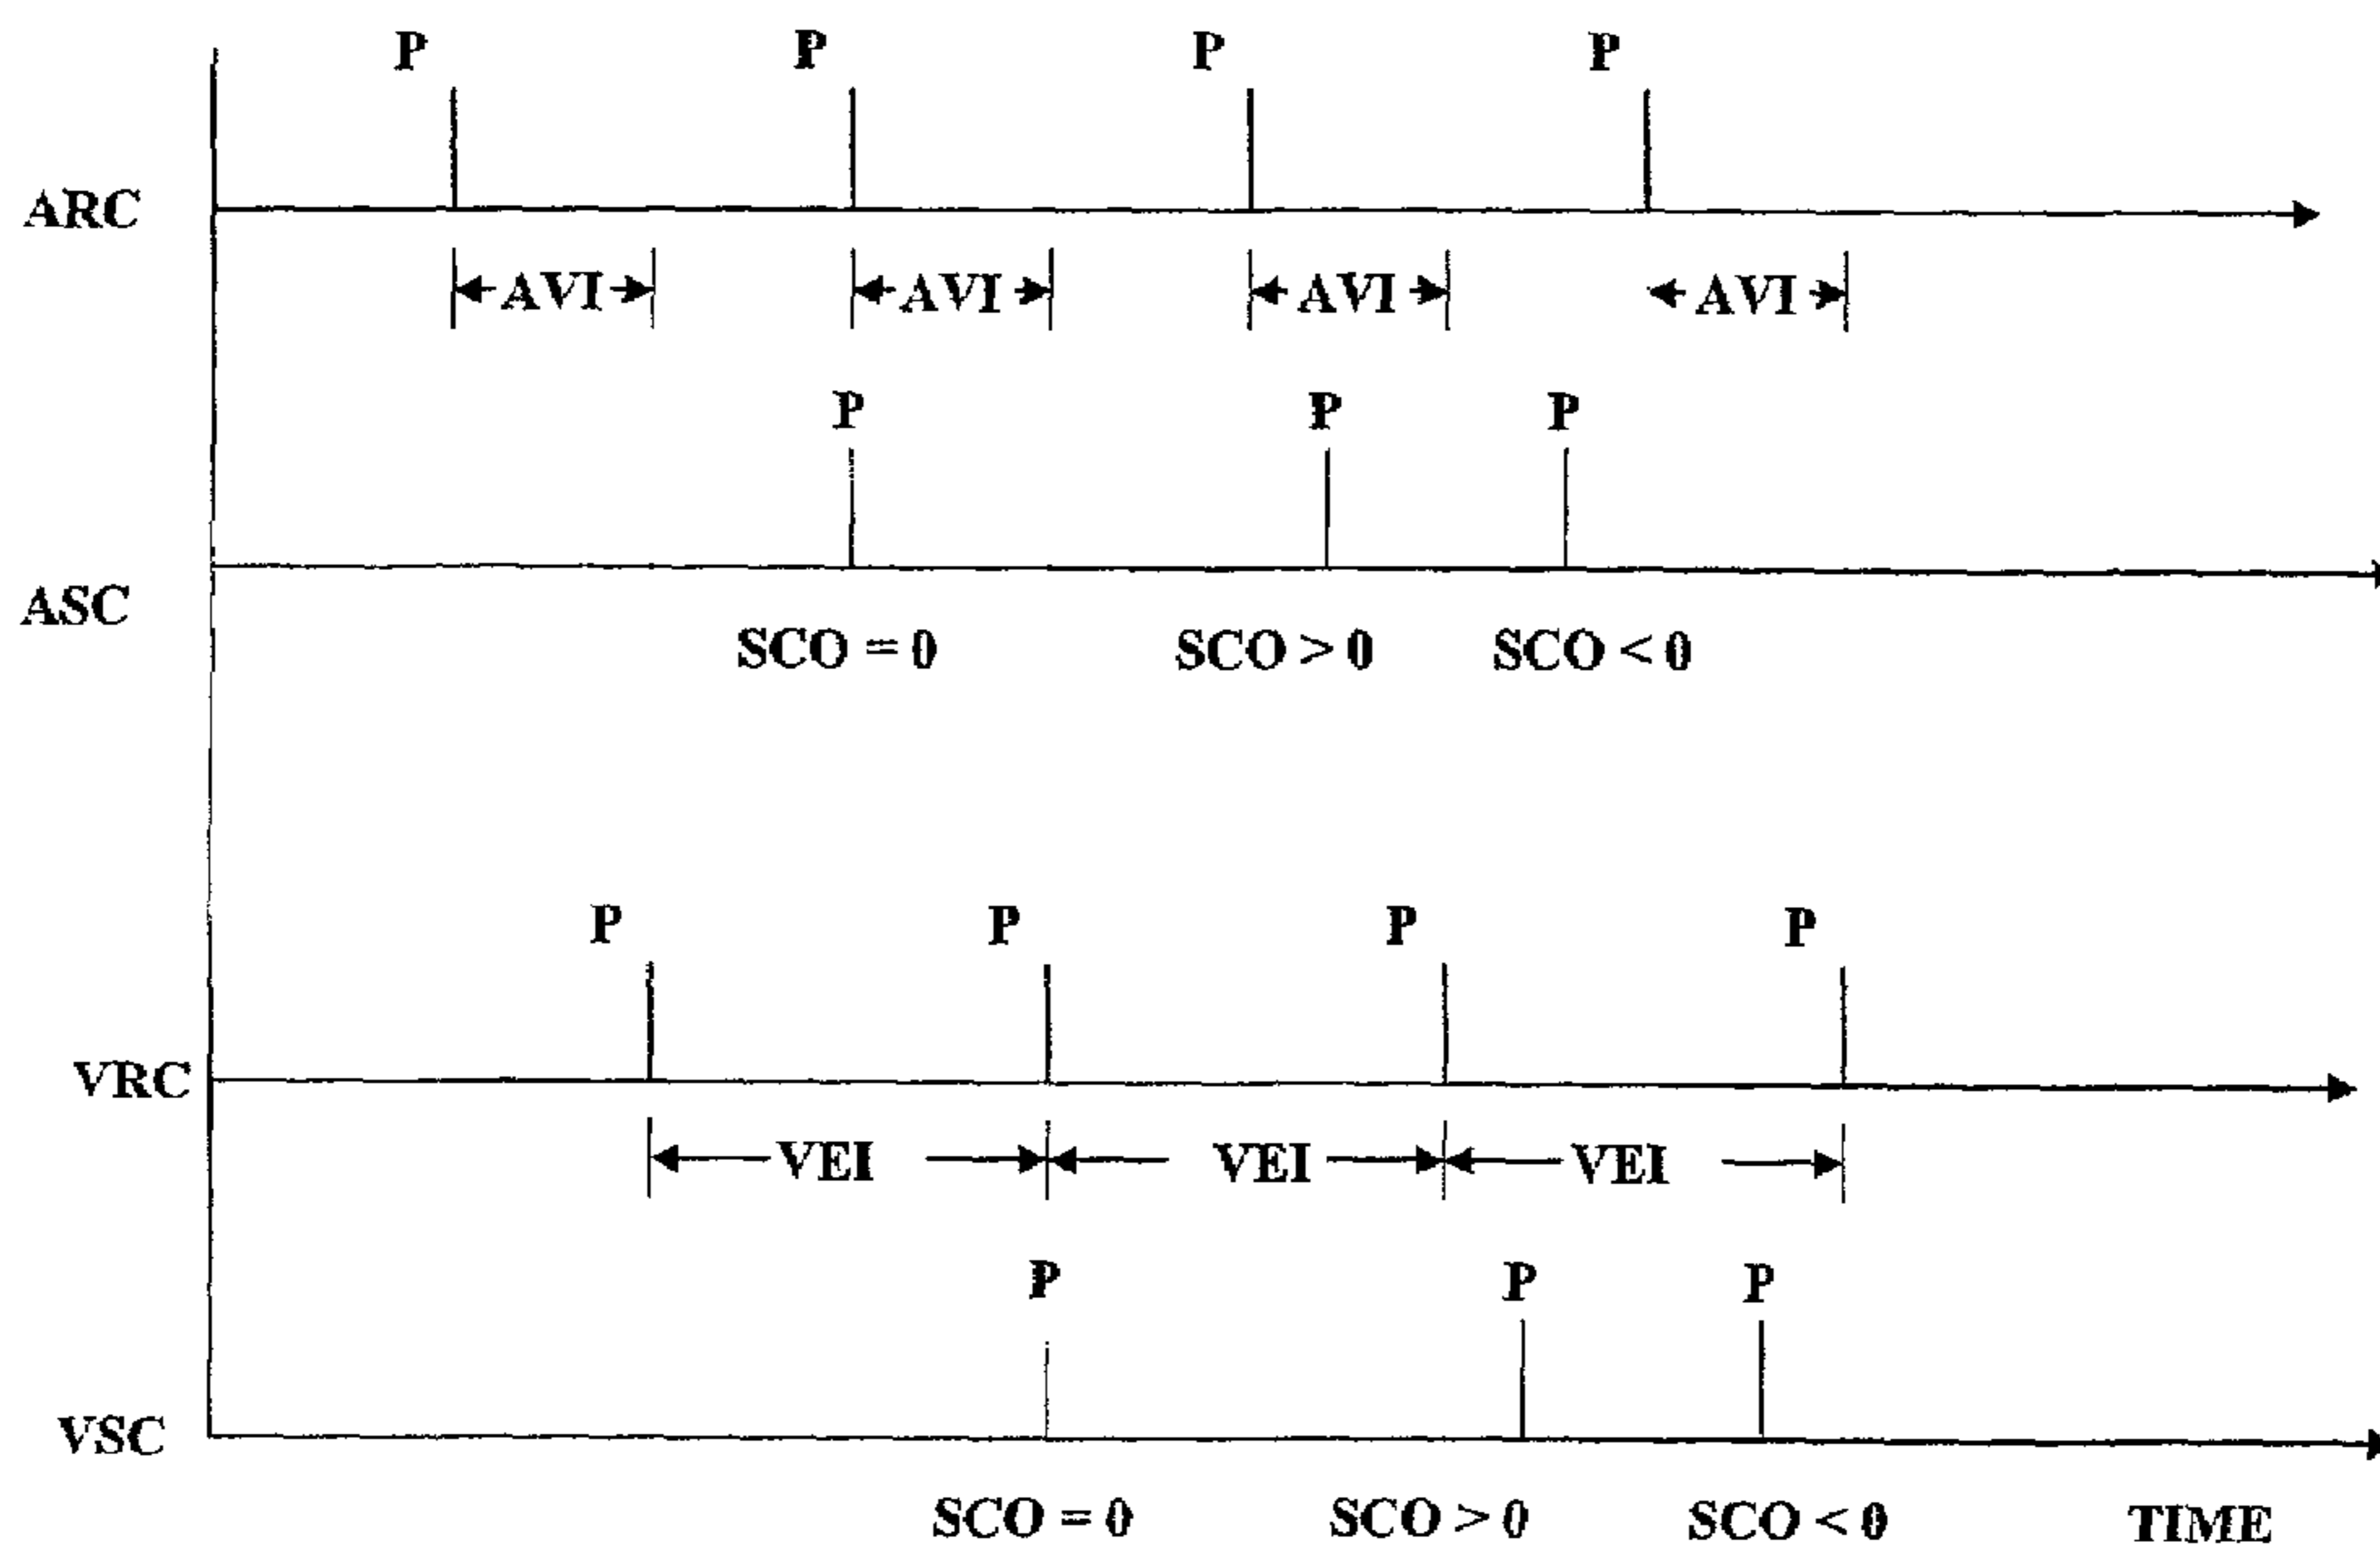 P P P P
ARC
AVI AVI AVI AVI
P P P
ASC
SCO = 0 SCO > 0 SCO < 0
P P P P
VRC
VEI VEI VEI
P P P
VSC
SCO = 0 SCO > 0 SCO < 0 TIME